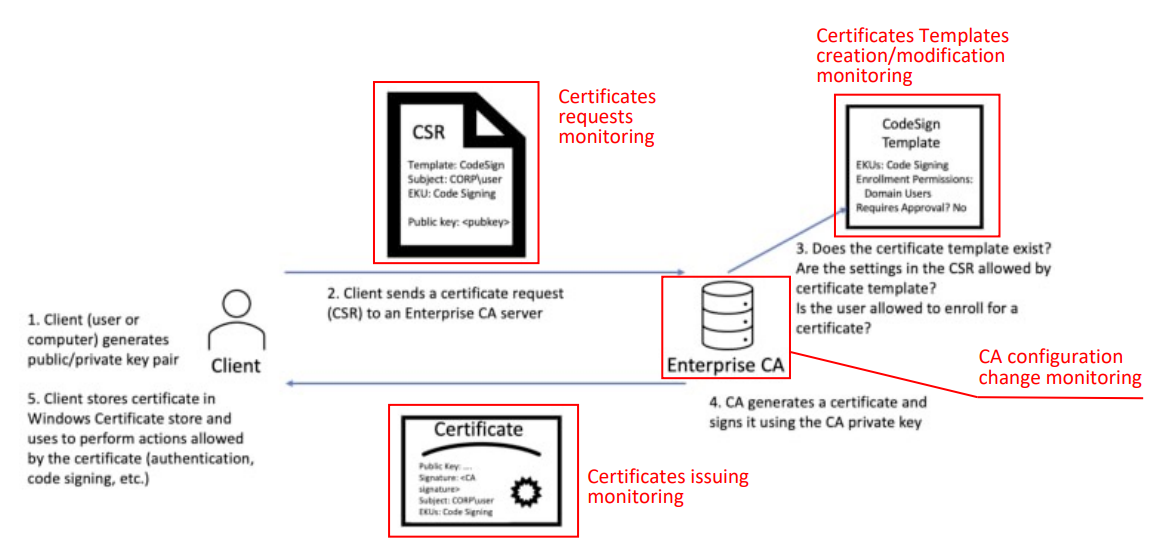 Certificates Templates
creation/modification
monitoring
Certificates
requests
monitoring
CSR
Template: CodeSign
Subject: CORP\user
EKU: Code Signing
Public key: <pubkey>
CodeSign
Template
EKUs: Code Signing
Enrollment Permissions:
Domain Users
Requires Approval? No
3. Does the certificate template exist?
Are the settings in the CSR allowed by
certificate template?
Is the user allowed to enroll for a
certificate?
2. Client sends a certificate request
(CSR) to an Enterprise CA server
1. Client (user or
computer) generates
public/private key pair
Client
Enterprise CA
CA configuration
change monitoring
5. Client stores certificate in
Windows Certificate store and
uses to perform actions allowed
by the certificate (authentication,
code signing, etc.)
4. CA generates a certificate and
signs it using the CA private key
Certificate
Public Key: ....
Signature: <CA
signature>
Subject: CORP\user
EKUs: Code Signing
Certificates issuing
monitoring